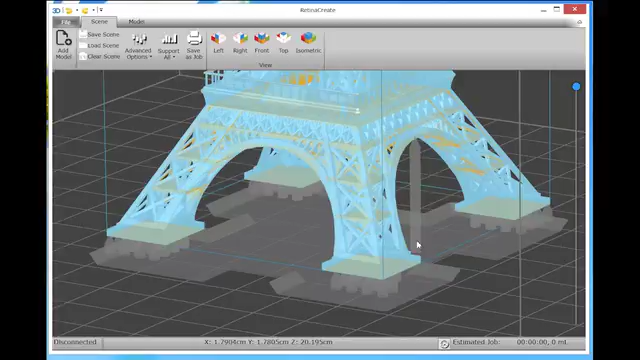 RetinaCreate
File Scene Model
Save Scene
Load Scene
Clear Scene
Add Model
Advanced Options
Support All
Save as Job
Left Right Front Top Isometric
View
Disconnected X: 1.7904cm Y: 1.7805cm Z: 20.195cm Estimated Job: 00:00:00, 0 ml